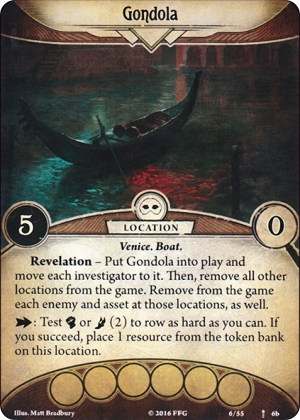 Gondola
5
LOCATION
0
Venice. Boat.
Revelation – Put Gondola into play and
move each investigator to it. Then, remove all other
locations from the game. Remove from the game
each enemy and asset at those locations, as well.
: Test or (2) to row as hard as you can. If
you succeed, place 1 resource from the token bank
on this location.
Illus. Matt Bradbury © 2016 FFG 6/55 6b